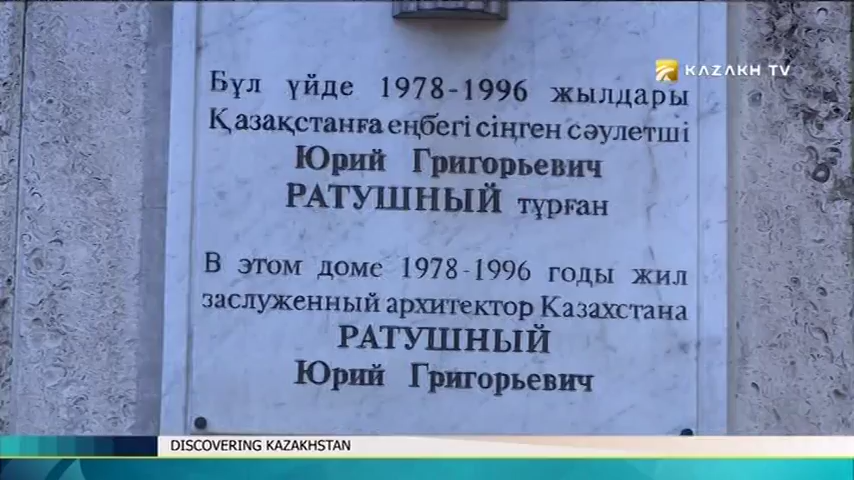 KAZAKH TV
Бұл үйде 1978-1996 жылдары
Қазақстанға еңбегі сіңген сәулетші
Юрий Григорьевич
РАТУШНЫЙ тұрған
В этом доме 1978-1996 годы жил
заслуженный архитектор Казахстана
РАТУШНЫЙ
Юрий Григорьевич
DISCOVERING KAZAKHSTAN